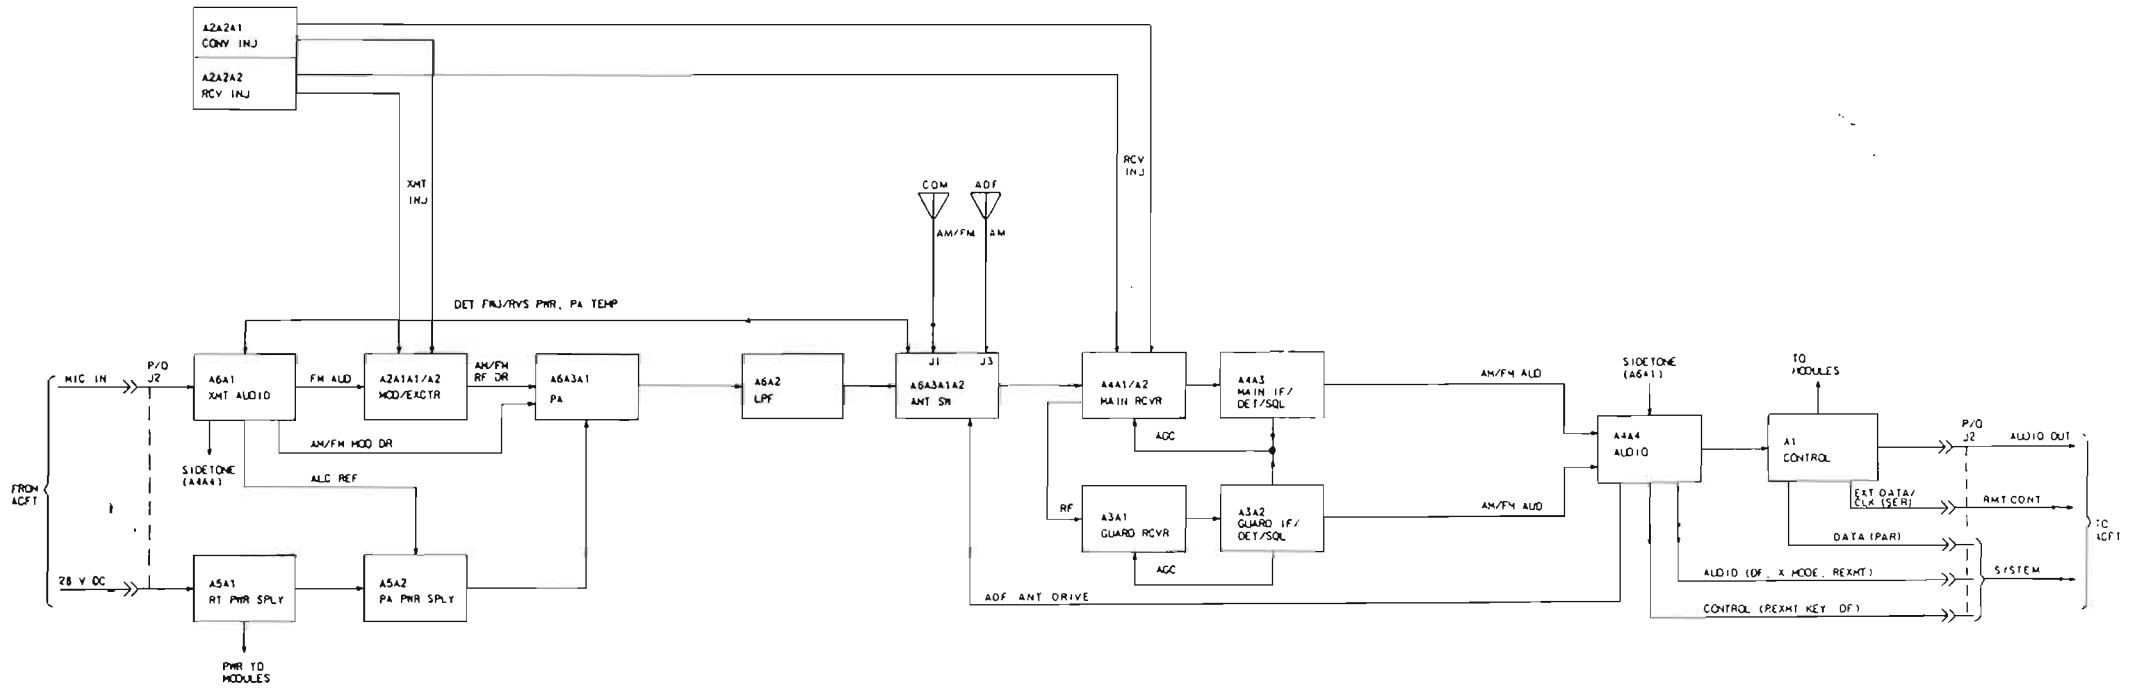 A2A2A1
CONV INJ
A2A2A2
RCV INJ
XMT
INJ
RCV
INJ
COM
ADF
AM/FM
AM
DET FWD/RVS PWR, PA TEMP
MIC IN
P/O
J2
A6A1
XMT AUDIO
FM AUD
A2A1A1/A2
MOD/EXCTR
AM/FM
RF DR
A6A3A1
PA
A6A2
LPF
J1
J3
A6A3A1A2
ANT SW
A4A1/A2
MAIN RCVR
A4A3
MAIN IF/
DET/SQL
AM/FM AUD
SIDETONE
(A6A1)
TO
MODULES
A4A4
AUDIO
A1
CONTROL
P/O
J2
AUDIO OUT
SIDETONE
(A4A4)
AM/FM MOD DR
ALC REF
AGC
FROM
ACFT
RF
A3A1
GUARD RCVR
A3A2
GUARD IF/
DET/SQL
AM/FM AUD
EXT DATA/
CLK (SER)
RMT CONT
TO
ACFT
DATA (PAR)
28 V DC
A5A1
RT PWR SPLY
A5A2
PA PWR SPLY
AGC
AUDIO (DF, X MODE, REXMT)
SYSTEM
ADF ANT DRIVE
CONTROL (REXMT KEY DF)
PWR TO
MODULES